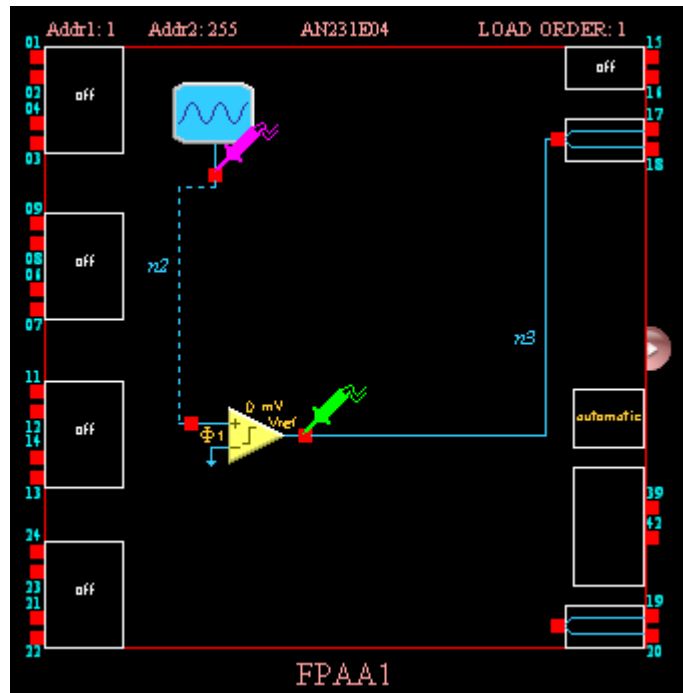 Addr1: 1 Addr2: 255 AN231E04 LOAD ORDER: 1
01
15
off
off
02
04
16
17
03
18
09
off
08
06
n2
07
n3
11
0 mV
Vref
automatic
12
14
off
Φ1
+
-
13
39
42
24
off
23
21
19
22
20
FPAA1